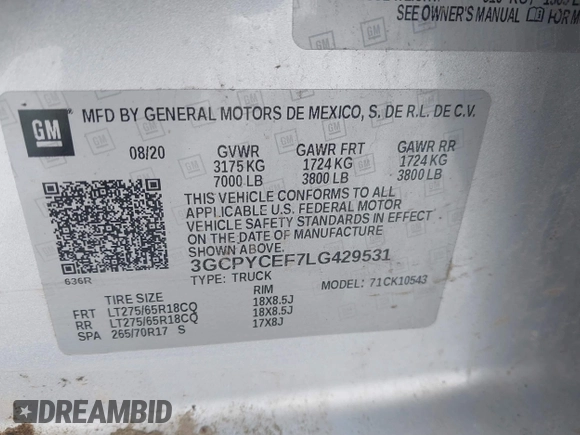 SEE OWNER'S MANUAL
GM
MFD BY GENERAL MOTORS DE MEXICO, S. DE R.L. DE C.V.
08/20 GVWR GAWR FRT GAWR RR
3175 KG 1724 KG 1724 KG
7000 LB 3800 LB 3800 LB
THIS VEHICLE CONFORMS TO ALL
APPLICABLE U.S. FEDERAL MOTOR
VEHICLE SAFETY STANDARDS IN EFFECT
ON THE DATE OF MANUFACTURE
SHOWN ABOVE.
3GCPYCEF7LG429531
636R
TYPE: TRUCK MODEL: 71CK10543
TIRE SIZE RIM
FRT LT275/65R18CQ 18X8.5J
RR LT275/65R18CQ 18X8.5J
SPA 265/70R17 S 17X8J
DREAMBID